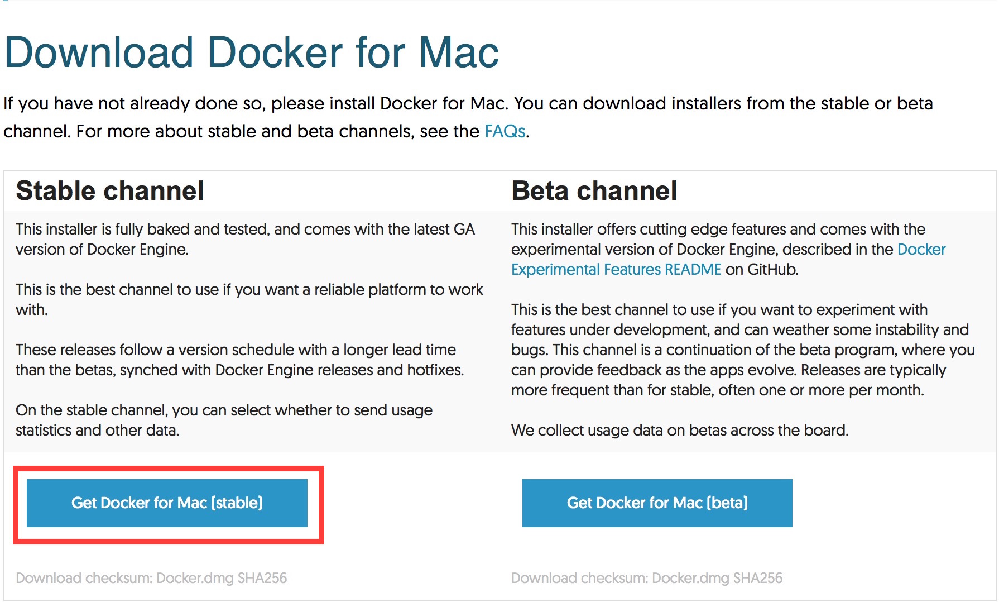 Download Docker for Mac
If you have not already done so, please install Docker for Mac. You can download installers from the stable or beta
channel. For more about stable and beta channels, see the FAQs.
Stable channel
This installer is fully baked and tested, and comes with the latest GA
version of Docker Engine.
This is the best channel to use if you want a reliable platform to work
with.
These releases follow a version schedule with a longer lead time
than the betas, synched with Docker Engine releases and hotfixes.
On the stable channel, you can select whether to send usage
statistics and other data.
Get Docker for Mac (stable)
Download checksum: Docker.dmg SHA256
Beta channel
This installer offers cutting edge features and comes with the
experimental version of Docker Engine, described in the Docker
Experimental Features README on GitHub.
This is the best channel to use if you want to experiment with
features under development, and can weather some instability and
bugs. This channel is a continuation of the beta program, where you
can provide feedback as the apps evolve. Releases are typically
more frequent than for stable, often one or more per month.
We collect usage data on betas across the board.
Get Docker for Mac (beta)
Download checksum: Docker.dmg SHA256